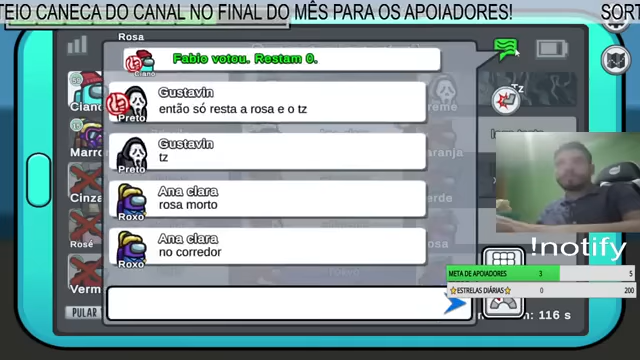 TEIO CANECA DO CANAL NO FINAL DO MÊS PARA OS APOIADORES!
SORT
Rosa
Fabio votou. Restam 0.
Ciano
Gustavin
então só resta a rosa e o tz
Preto
Gustavin
tz
Preto
Ana clara
rosa morto
Roxo
Ana clara
no corredor
Roxo
Ciano
Marro
Cinza
Rosé
Verm
PULAR
Tz
aranja
!notify
META DE APOIADORES 3 5
⭐ESTRELAS DIÁRIAS⭐ 0 200
116 s